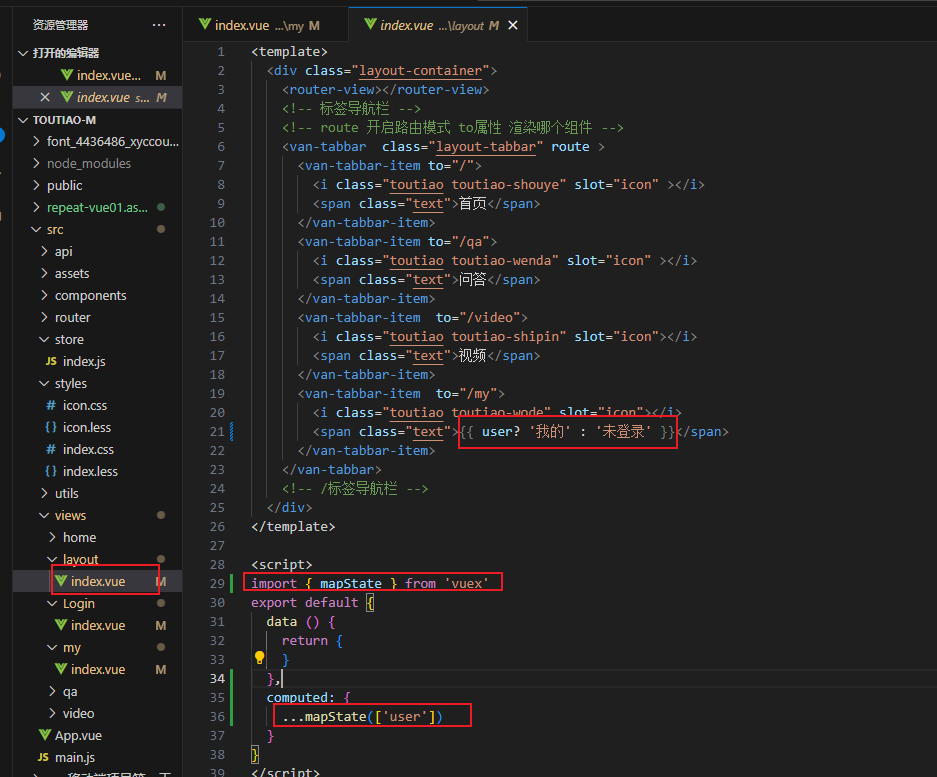 资源管理器 ···
打开的编辑器
index.vue... M
index.vue s... M
TOUTIAO-M
font_4436486_xyccou...
node_modules
public
repeat-vue01.as...
src
api
assets
components
router
store
JS index.js
styles
# icon.css
{} icon.less
# index.css
{} index.less
utils
views
home
layout
index.vue M
Login
index.vue M
my
index.vue M
qa
video
App.vue
JS main.js
index.vue ...\my M
index.vue ...\layout M
1 <template>
2 <div class="layout-container">
3 <router-view></router-view>
4 <!-- 标签导航栏 -->
5 <!-- route 开启路由模式 to属性 渲染哪个组件 -->
6 <van-tabbar class="layout-tabbar" route >
7 <van-tabbar-item to="/">
8 <i class="toutiao toutiao-shouye" slot="icon" ></i>
9 <span class="text">首页</span>
10 </van-tabbar-item>
11 <van-tabbar-item to="/qa">
12 <i class="toutiao toutiao-wenda" slot="icon" ></i>
13 <span class="text">问答</span>
14 </van-tabbar-item>
15 <van-tabbar-item to="/video">
16 <i class="toutiao toutiao-shipin" slot="icon"></i>
17 <span class="text">视频</span>
18 </van-tabbar-item>
19 <van-tabbar-item to="/my">
20 <i class="toutiao toutiao-wode" slot="icon"></i>
21 <span class="text">{{ user? '我的' : '未登录' }}</span>
22 </van-tabbar-item>
23 </van-tabbar>
24 <!-- /标签导航栏 -->
25 </div>
26 </template>
27
28 <script>
29 import { mapState } from 'vuex'
30 export default {
31 data () {
32 return {
33 }
34 },
35 computed: {
36 ...mapState(['user'])
37 }
38 }
39 </script>